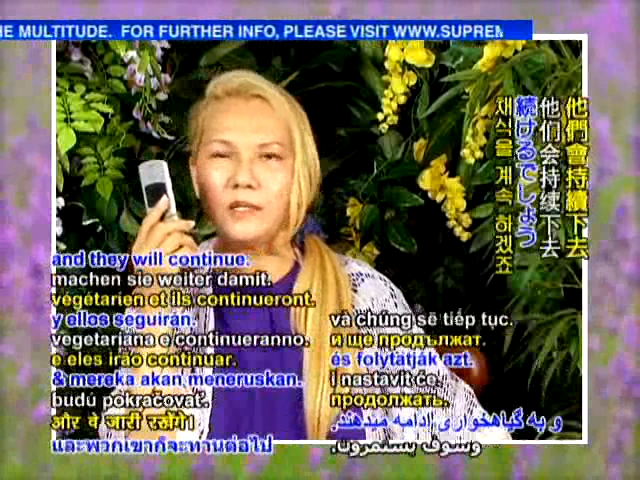 HE MULTITUDE. FOR FURTHER INFO, PLEASE VISIT WWW.SUPREM
他們會持續下去
他们会持续下去
続けるでしょう
채식을 계속 하겠죠
and they will continue.
machen sie weiter damit.
végétarien et ils continueront.
y ellos seguirán.
vegetariana e continueranno.
e eles irão continuar.
& mereka akan meneruskan.
budú pokračovať.
और वे जारी रखेंगे।
และพวกเขาก็จะทานต่อไป
và chúng sẽ tiếp tục.
и ще продължат.
és folytatják azt.
i nastavit će.
продолжать.
و به گیاهخواری ادامه میدهند.
وسوف يستمرون.